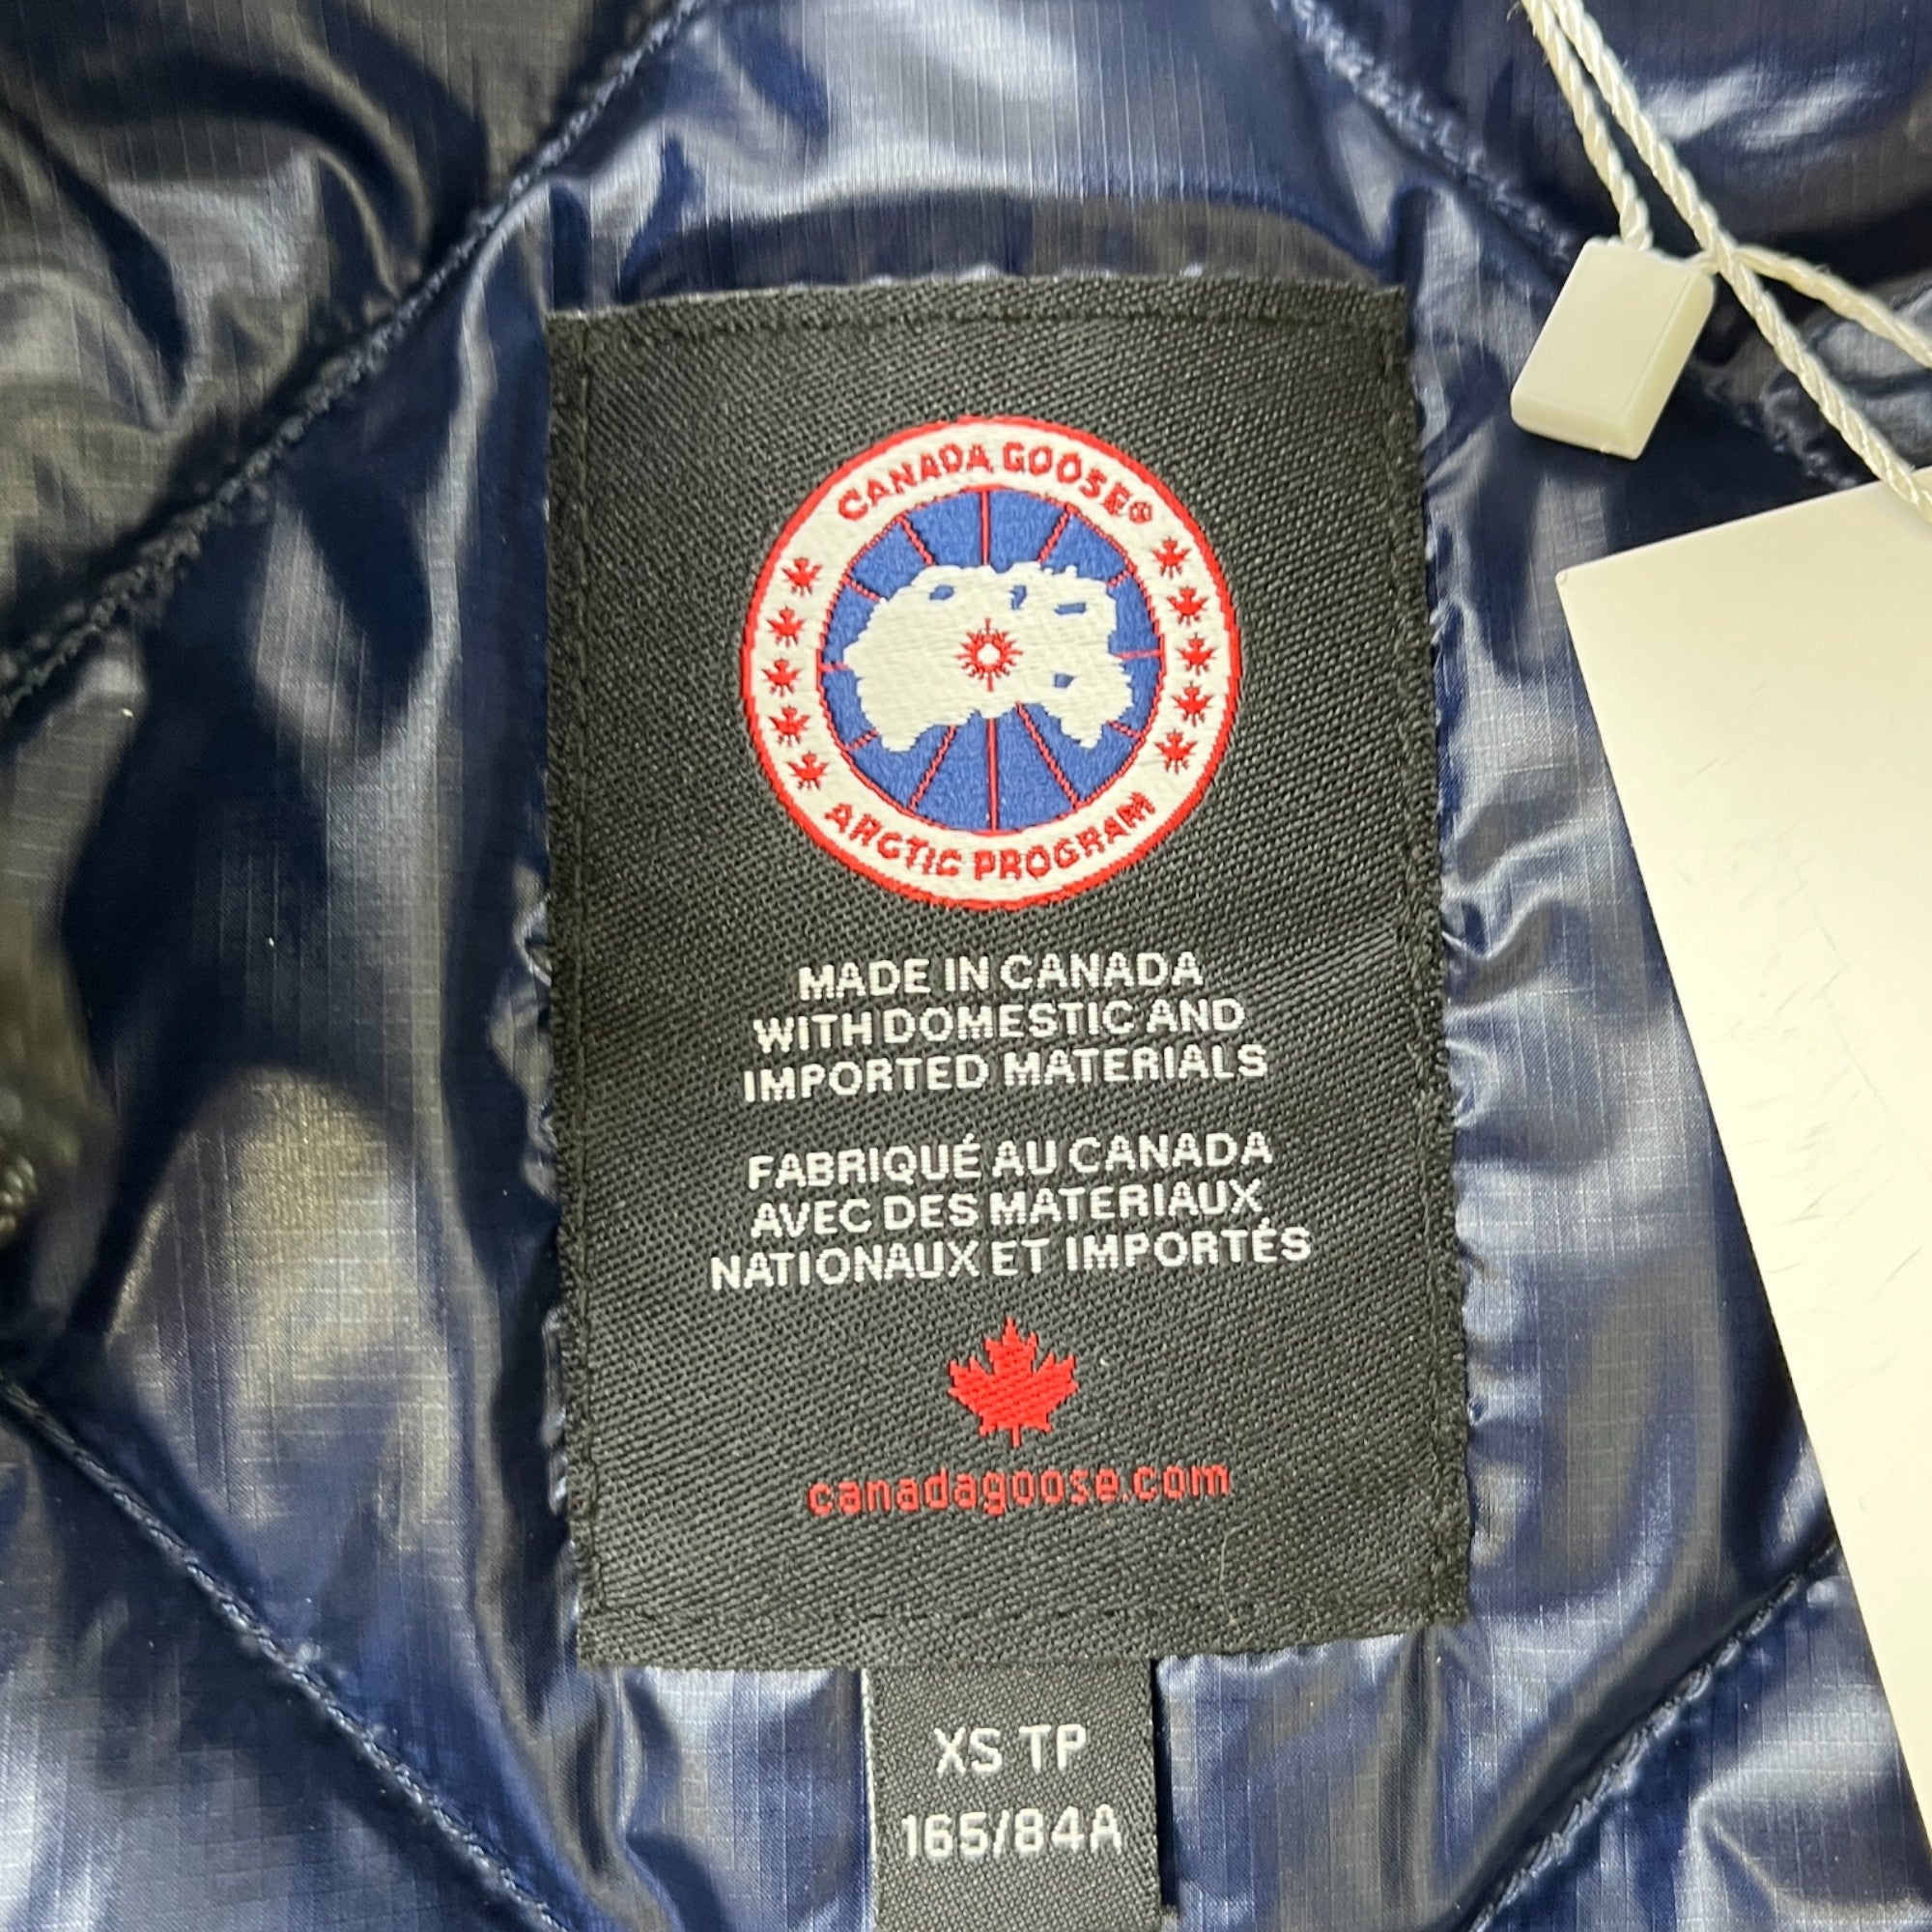 CANADA GOOSE®
ARCTIC PROGRAM
MADE IN CANADA
WITH DOMESTIC AND
IMPORTED MATERIALS
FABRIQUÉ AU CANADA
AVEC DES MATERIAUX
NATIONAUX ET IMPORTÉS
canadagoose.com
XS TP
165/84A